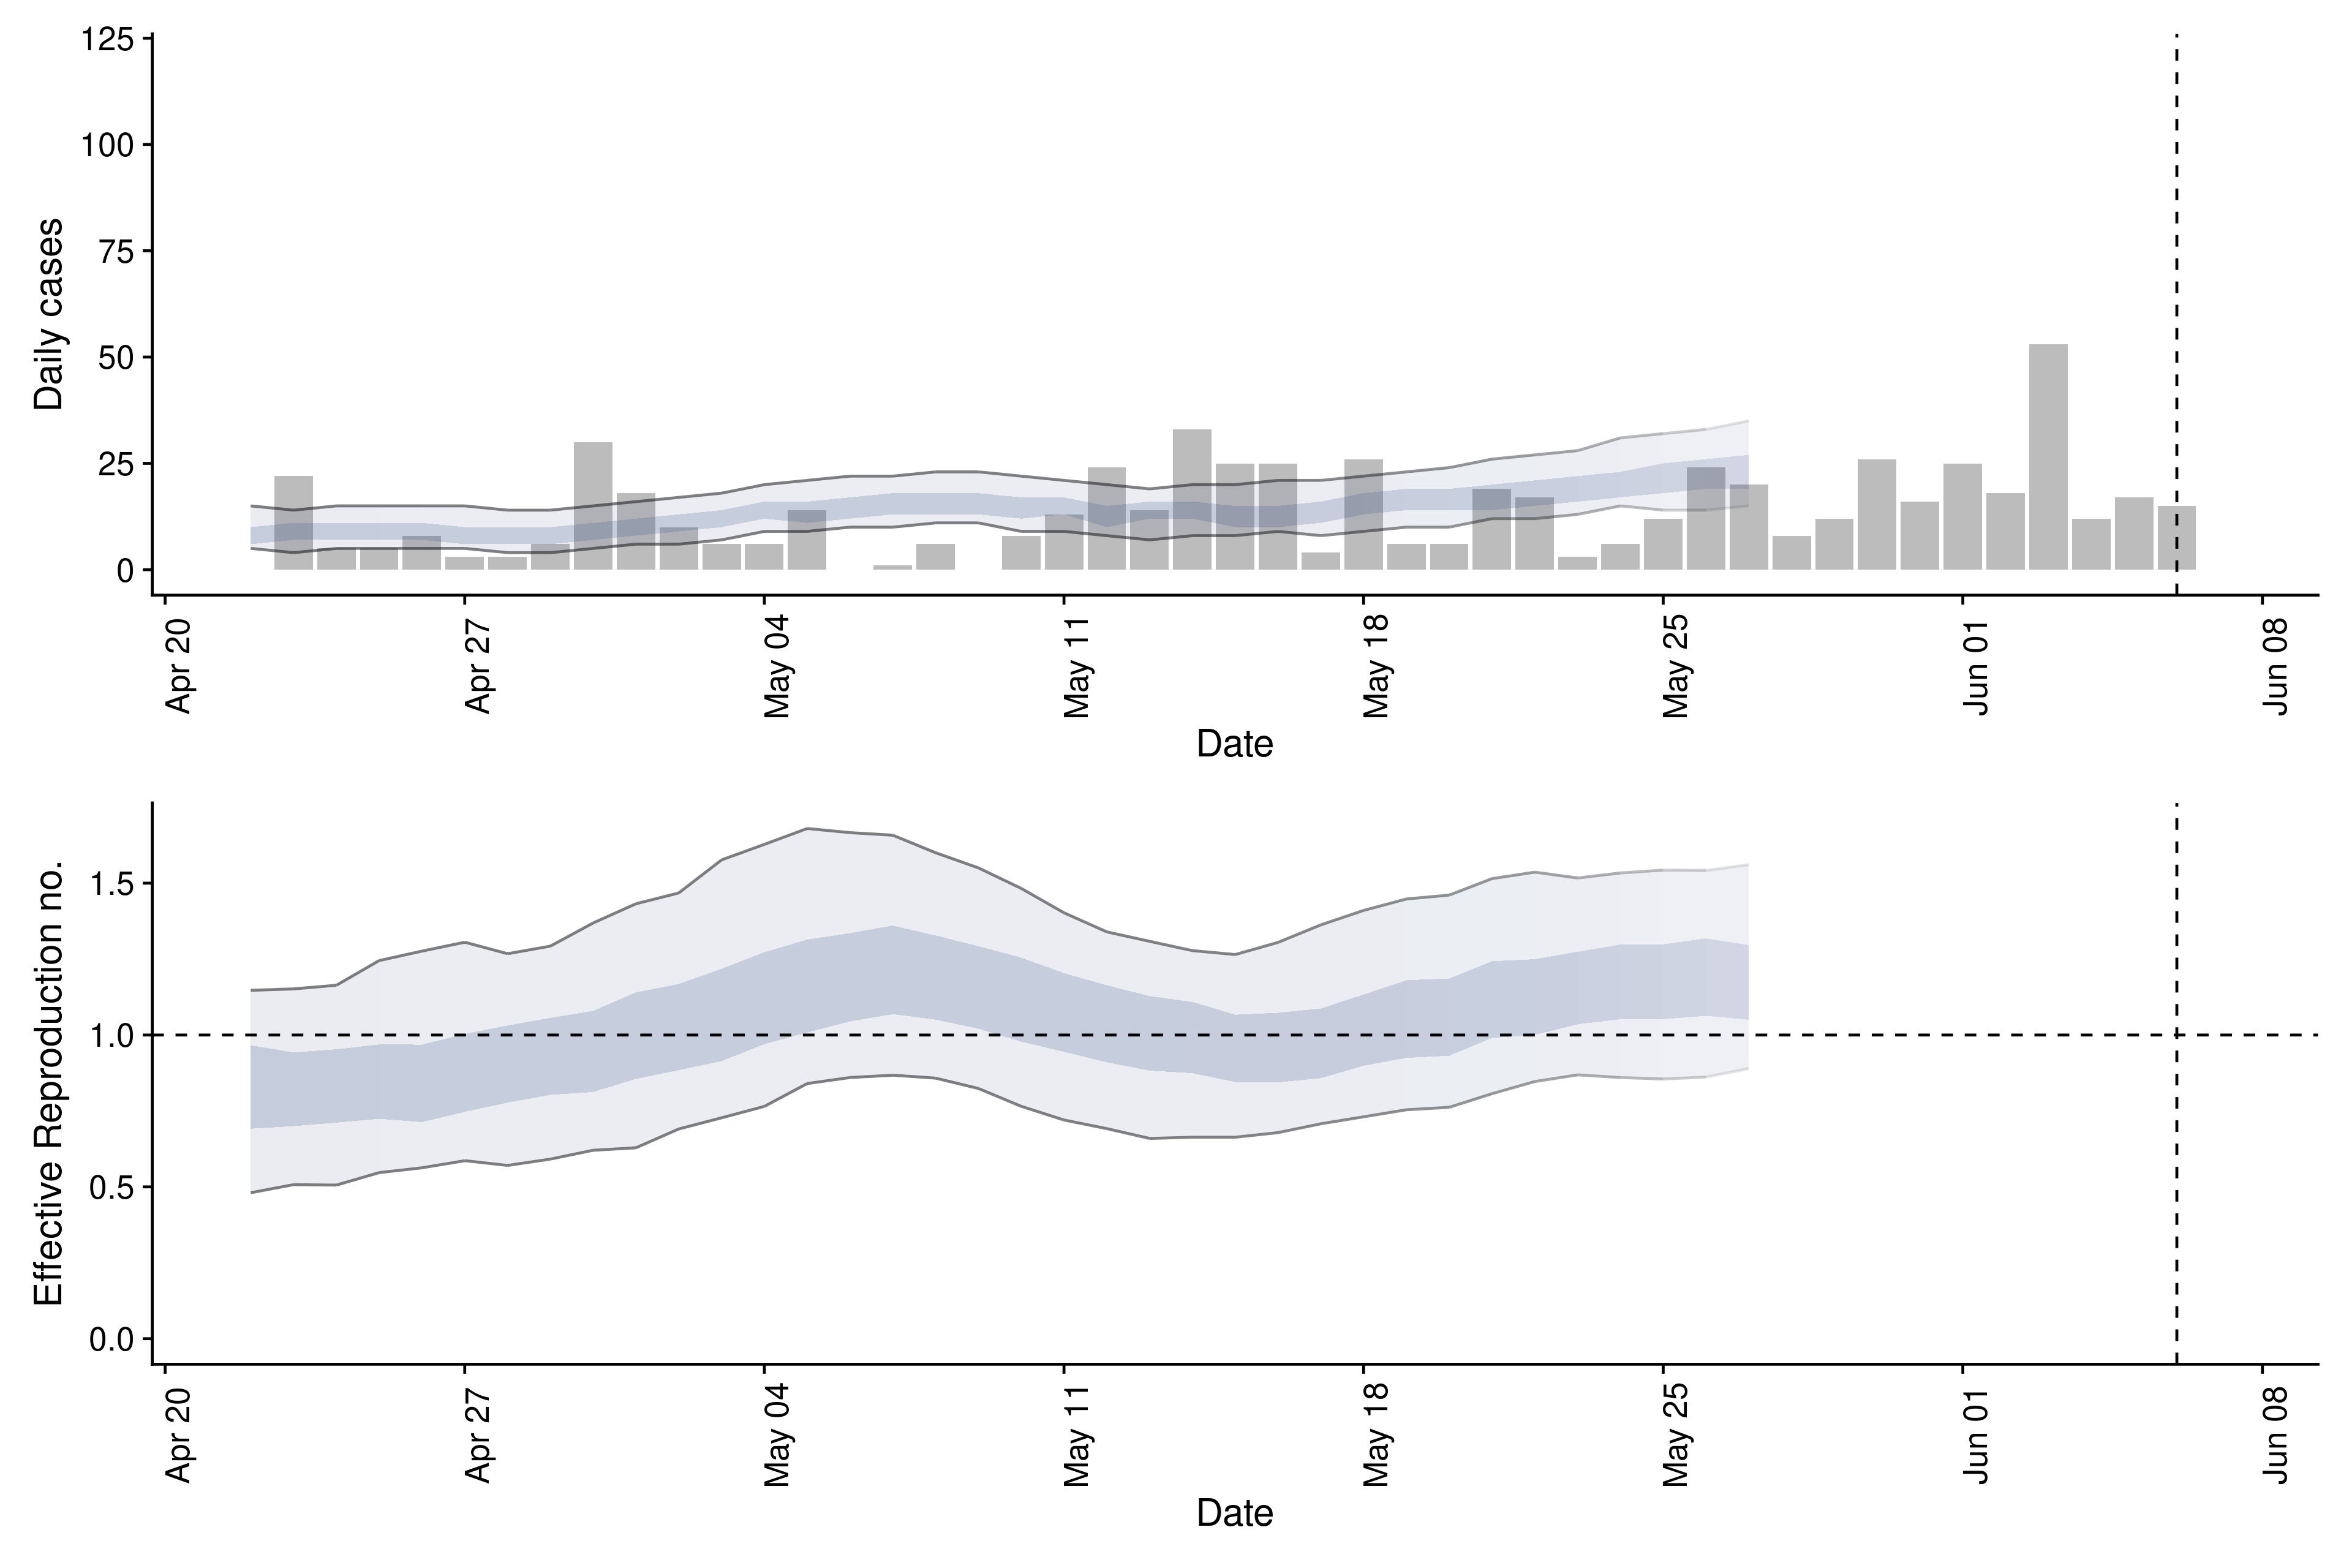 Daily cases
125
100
75
50
25
0
Apr 20
Apr 27
May 04
May 11
May 18
May 25
Jun 01
Jun 08
Date
Effective Reproduction no.
1.5
1.0
0.5
0.0
Apr 20
Apr 27
May 04
May 11
May 18
May 25
Jun 01
Jun 08
Date